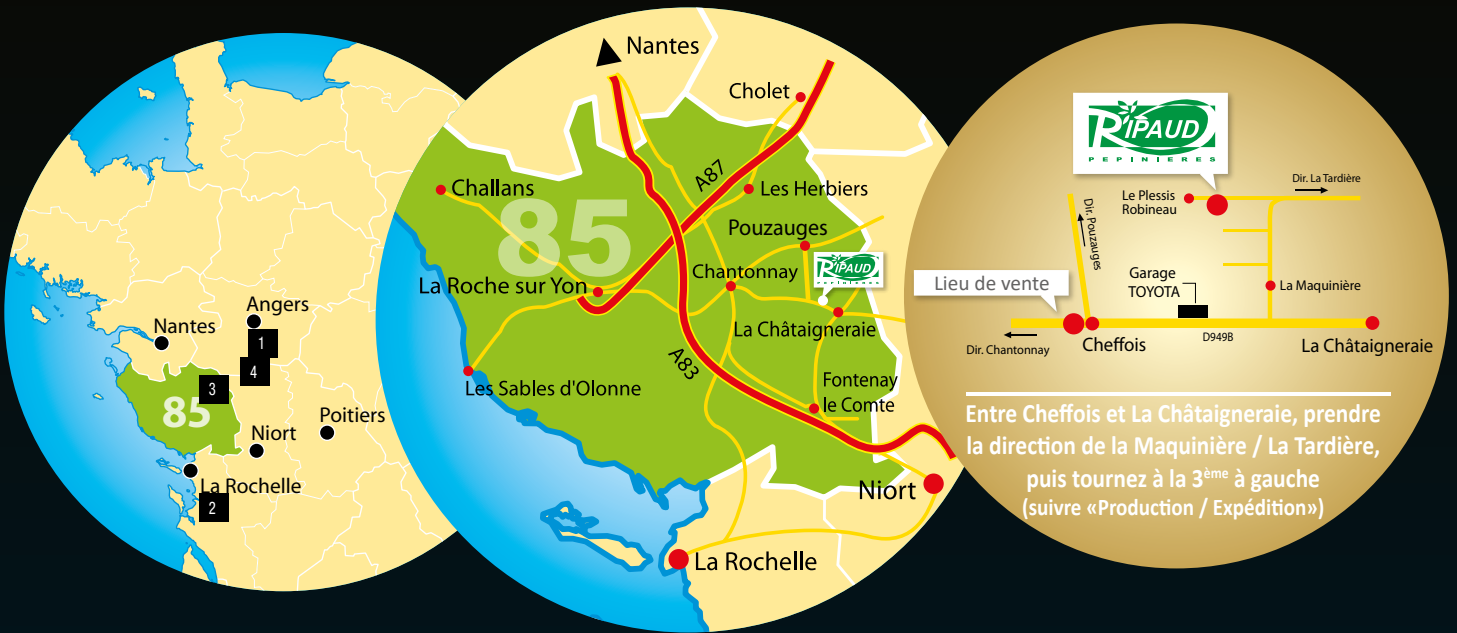 Angers
Nantes
1
4
3
85
Poitiers
Niort
La Rochelle
2
Nantes
Cholet
A87
Challans
Les Herbiers
85
Pouzauges
RIPAUD
PEPINIERES
Chantonnay
La Roche sur Yon
La Châtaigneraie
A83
Les Sables d'Olonne
Fontenay
le Comte
Niort
La Rochelle
RIPAUD
PEPINIERES
Dir. La Tardière
Le Plessis
Robineau
Dir. Pouzauges
Lieu de vente
Garage
TOYOTA
La Maquinière
D949B
Dir. Chantonnay
Cheffois
La Châtaigneraie
Entre Cheffois et La Châtaigneraie, prendre
la direction de la Maquinière / La Tardière,
puis tournez à la 3ème à gauche
(suivre «Production / Expédition»)